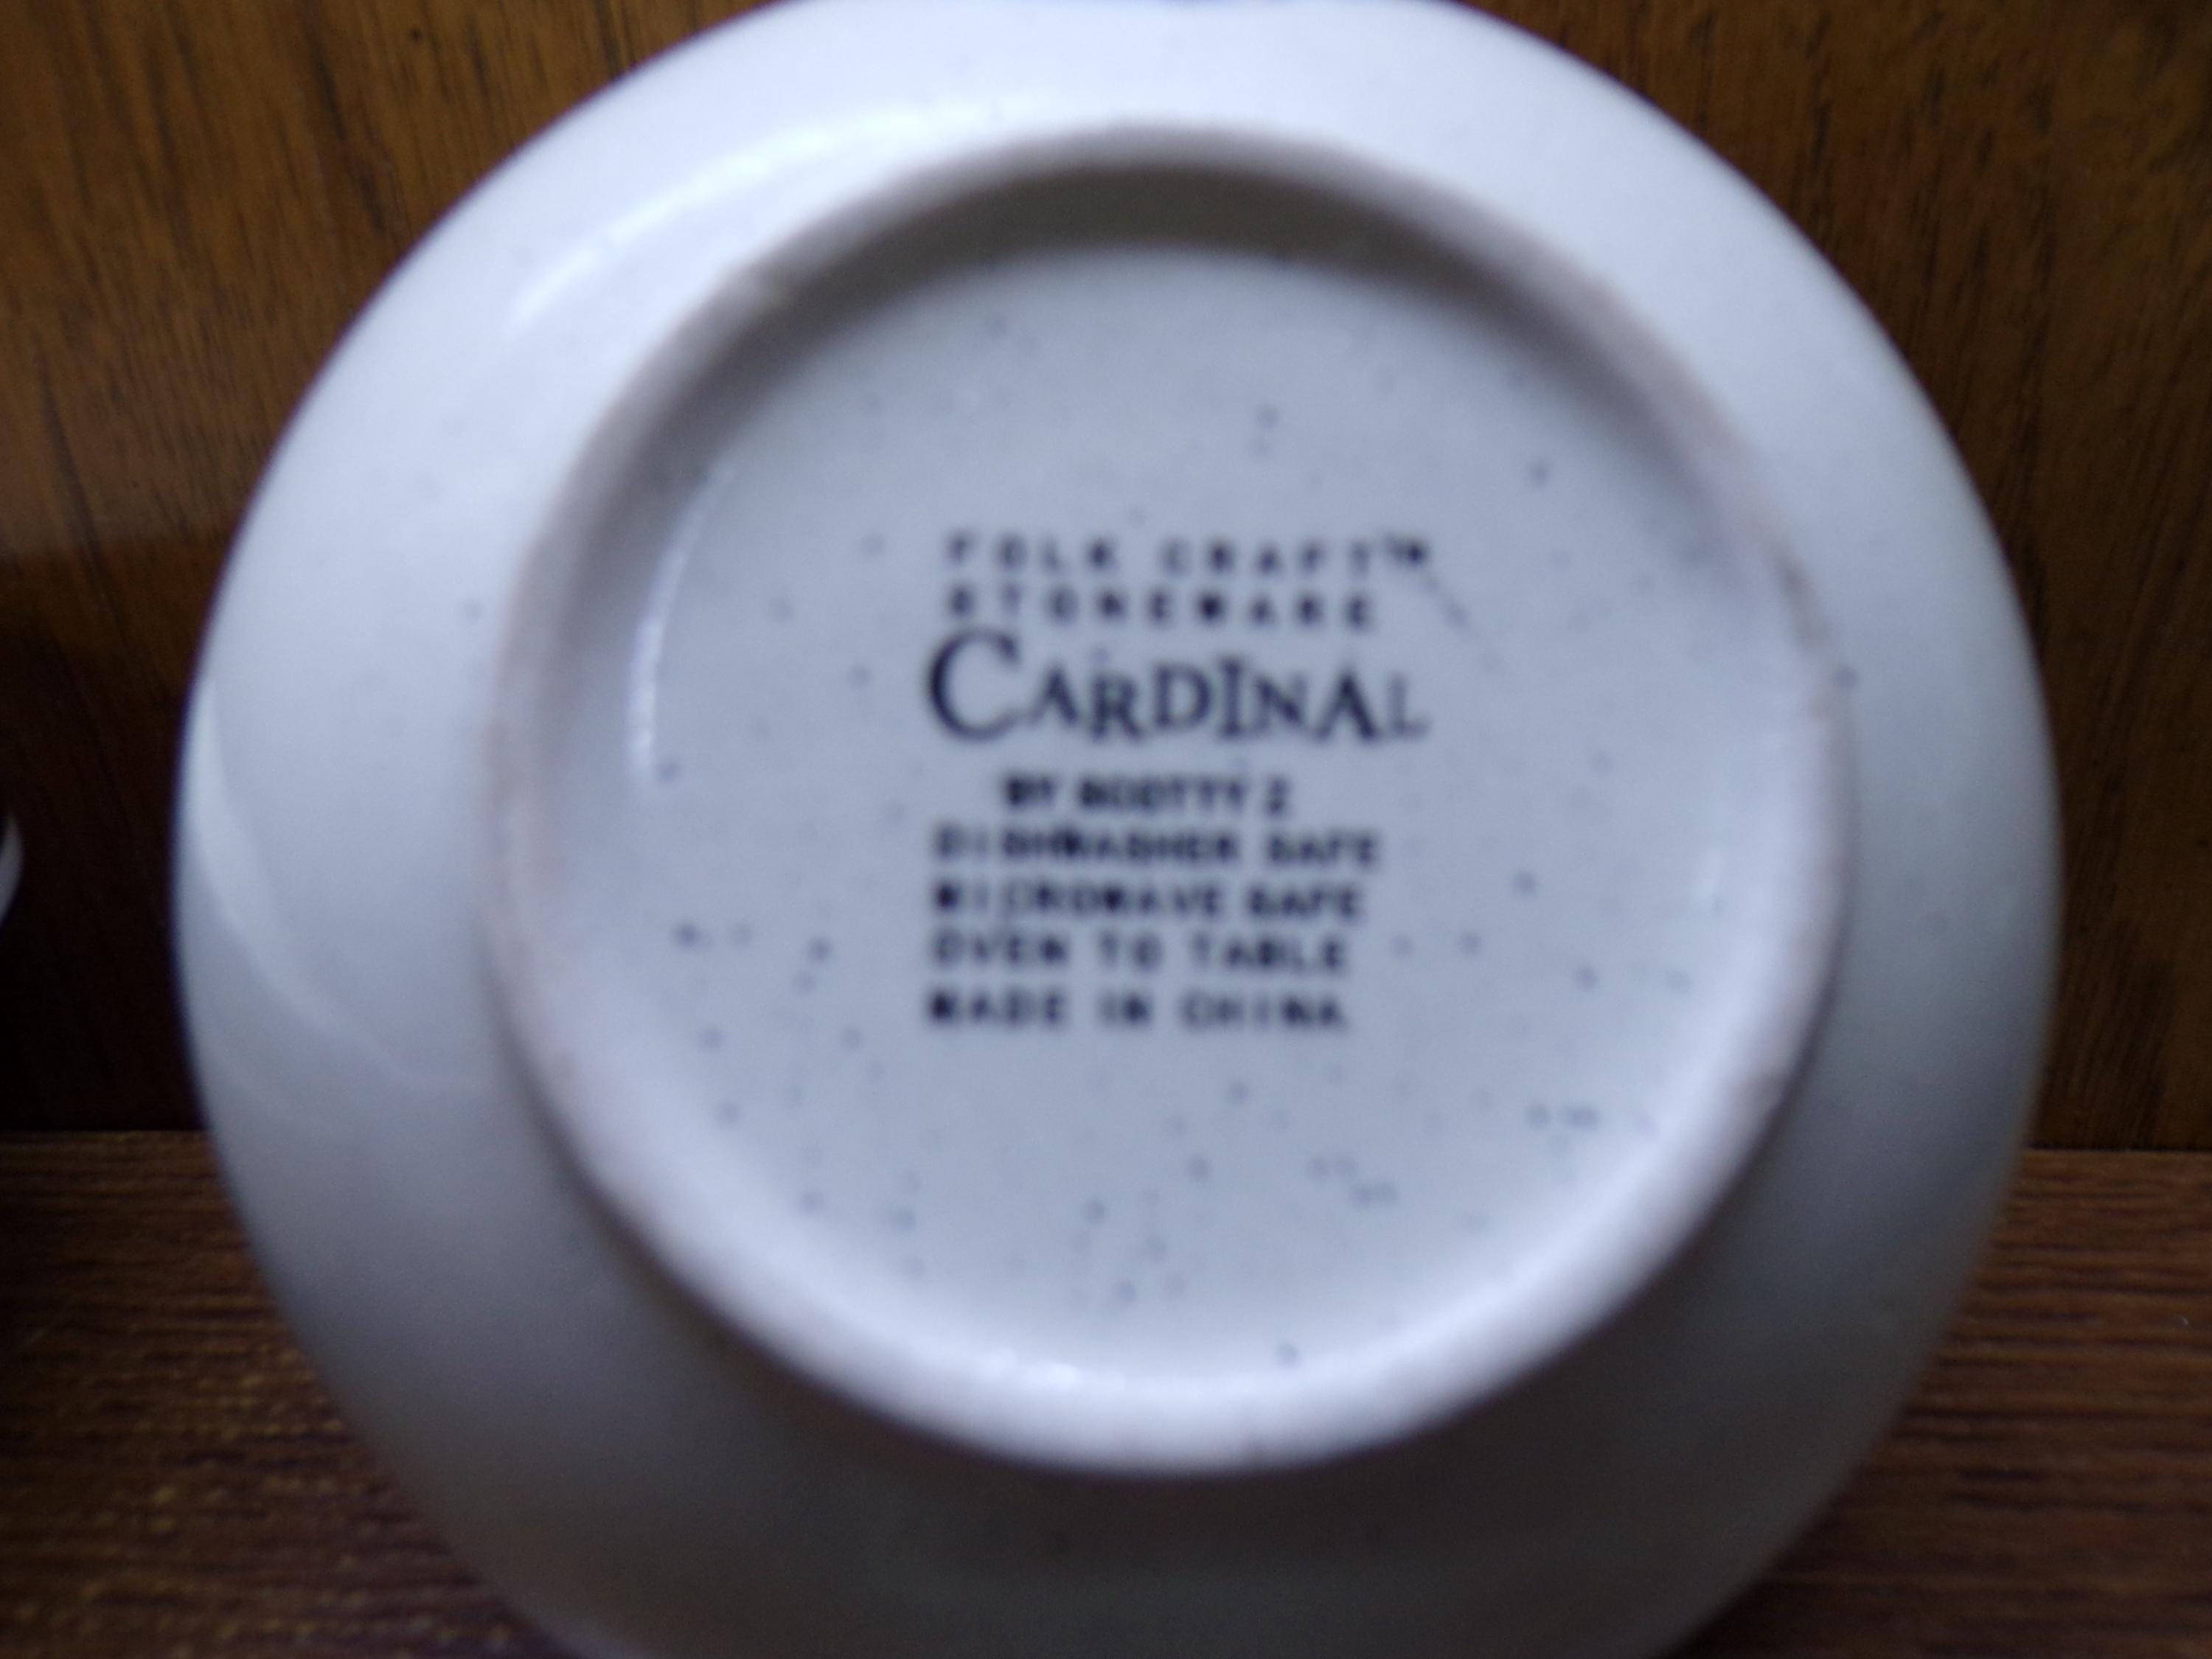 FOLK CRAFT™
STONEWARE
CARDINAL
BY SCOTTY Z
DISHWASHER SAFE
MICROWAVE SAFE
OVEN TO TABLE
MADE IN CHINA